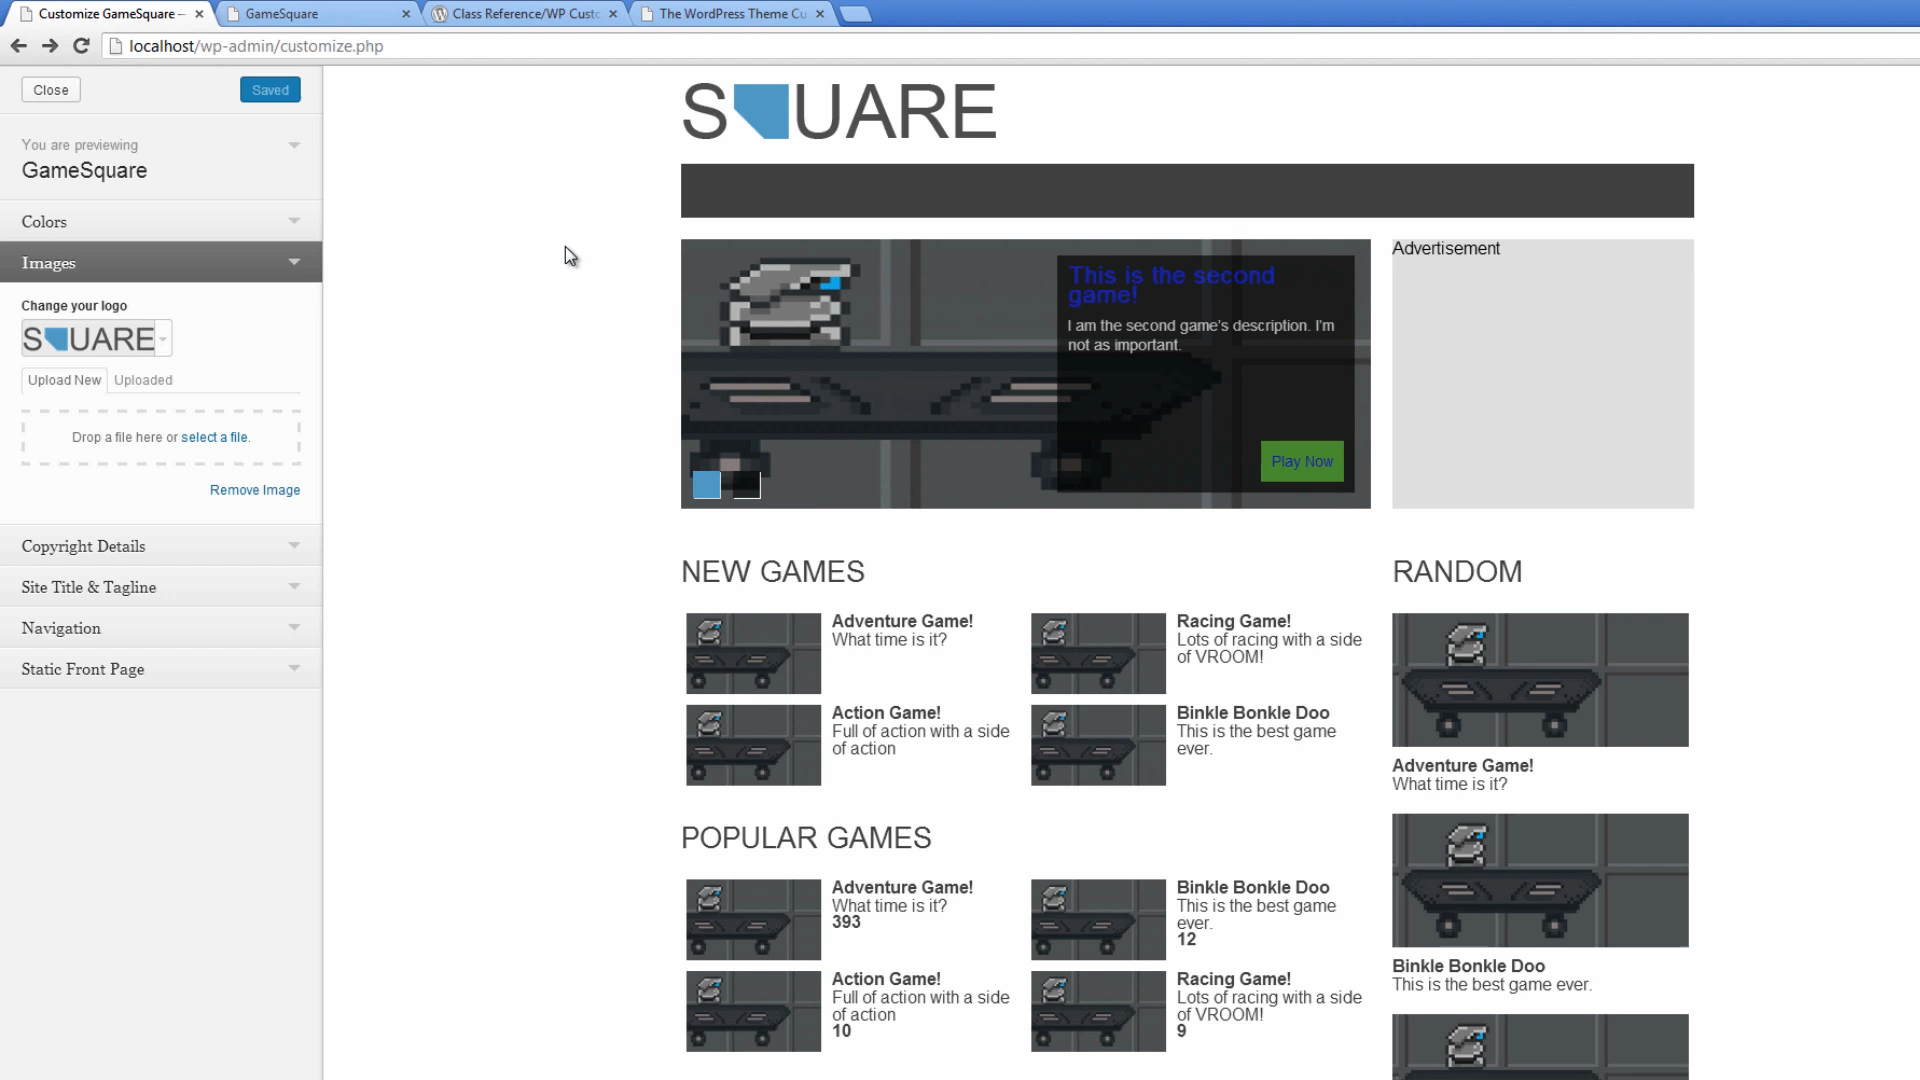 Customize GameSquare –
GameSquare
Class Reference/WP Custo
The WordPress Theme Cu
localhost/wp-admin/customize.php
Close
Saved
You are previewing
GameSquare
Colors
Images
Change your logo
S UARE
Upload New
Uploaded
Drop a file here or select a file.
Remove Image
Copyright Details
Site Title & Tagline
Navigation
Static Front Page
S UARE
This is the second
game!
I am the second game's description. I'm
not as important.
Play Now
Advertisement
NEW GAMES
Adventure Game!
What time is it?
Racing Game!
Lots of racing with a side
of VROOM!
Action Game!
Full of action with a side
of action
Binkle Bonkle Doo
This is the best game
ever.
POPULAR GAMES
Adventure Game!
What time is it?
393
Binkle Bonkle Doo
This is the best game
ever.
12
Action Game!
Full of action with a side
of action
10
Racing Game!
Lots of racing with a side
of VROOM!
9
RANDOM
Adventure Game!
What time is it?
Binkle Bonkle Doo
This is the best game ever.